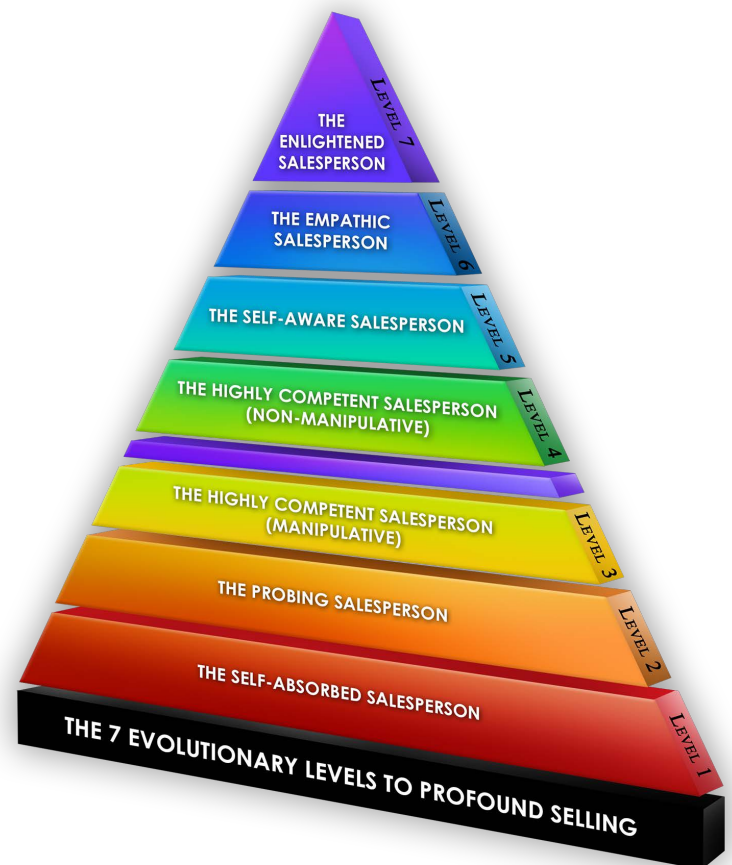 THE
ENLIGHTENED
SALESPERSON
LEVEL 7
THE EMPATHIC
SALESPERSON
LEVEL 6
THE SELF-AWARE SALESPERSON
LEVEL 5
THE HIGHLY COMPETENT SALESPERSON
(NON-MANIPULATIVE)
LEVEL 4
THE HIGHLY COMPETENT SALESPERSON
(MANIPULATIVE)
LEVEL 3
THE PROBING SALESPERSON
LEVEL 2
THE SELF-ABSORBED SALESPERSON
LEVEL 1
THE 7 EVOLUTIONARY LEVELS TO PROFOUND SELLING